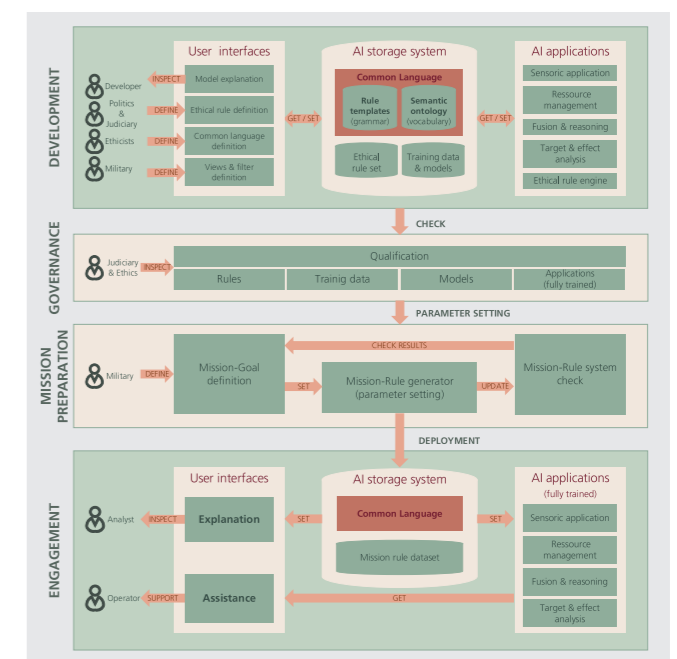 DEVELOPMENT
User interfaces
AI storage system
AI applications
Developer
INSPECT
Model explanation
Politics
&
Judiciary
DEFINE
Ethical rule definition
Ethicists
DEFINE
Common language
definition
Military
DEFINE
Views & filter
definition
GET / SET
Common Language
Rule
templates
(grammar)
Semantic
ontology
(vocabulary)
Ethical
rule set
Training data
& models
GET / SET
Sensoric application
Ressource
management
Fusion & reasoning
Target & effect
analysis
Ethical rule engine
CHECK
GOVERNANCE
Judiciary
& Ethics
INSPECT
Qualification
Rules
Trainig data
Models
Applications
(fully trained)
PARAMETER SETTING
MISSION
PREPARATION
Military
DEFINE
Mission-Goal
definition
CHECK RESULTS
SET
Mission-Rule generator
(parameter setting)
UPDATE
Mission-Rule system
check
DEPLOYMENT
ENGAGEMENT
User interfaces
AI storage system
AI applications
(fully trained)
Analyst
INSPECT
Explanation
SET
Common Language
Mission rule dataset
SET
Sensoric application
Ressource
management
Fusion & reasoning
Target & effect
analysis
Operator
SUPPORT
Assistance
GET